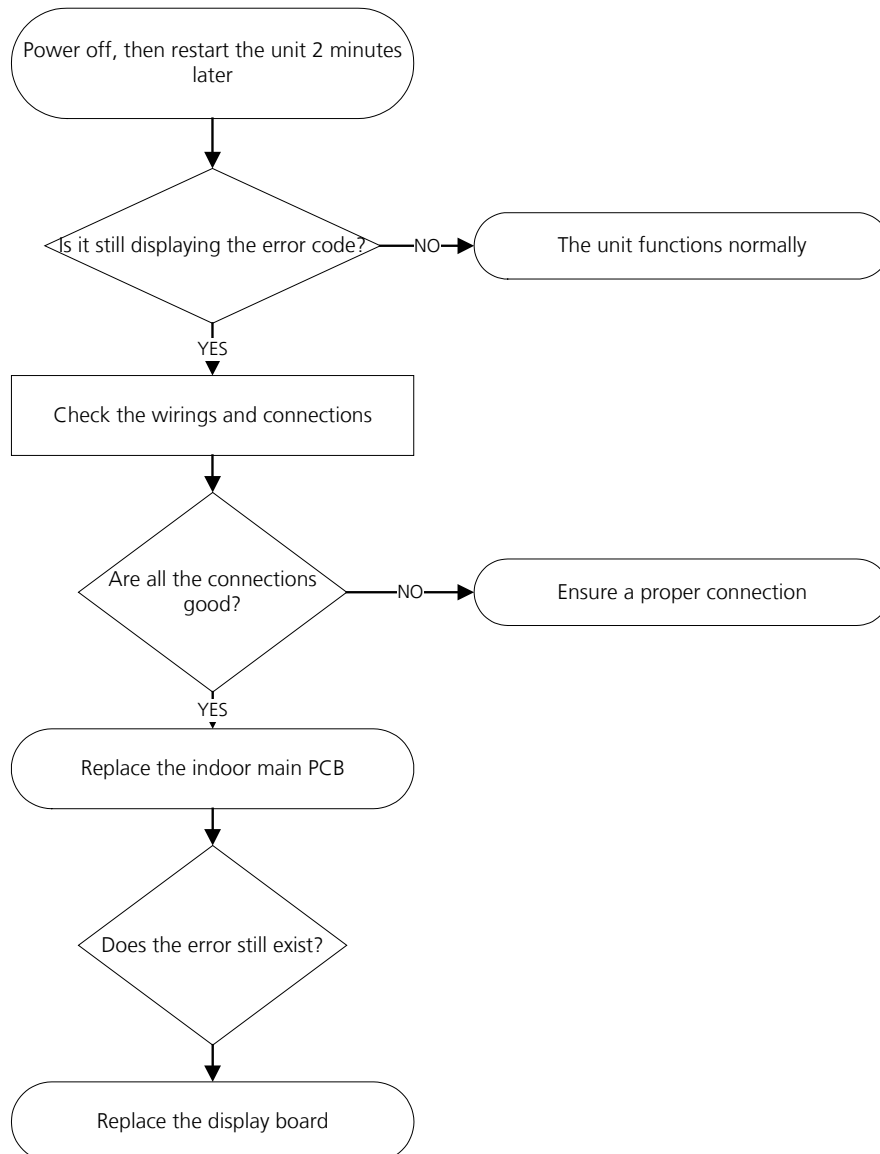 Power off, then restart the unit 2 minutes
later
Is it still displaying the error code?
NO
The unit functions normally
YES
Check the wirings and connections
Are all the connections
good?
NO
Ensure a proper connection
YES
Replace the indoor main PCB
Does the error still exist?
Replace the display board